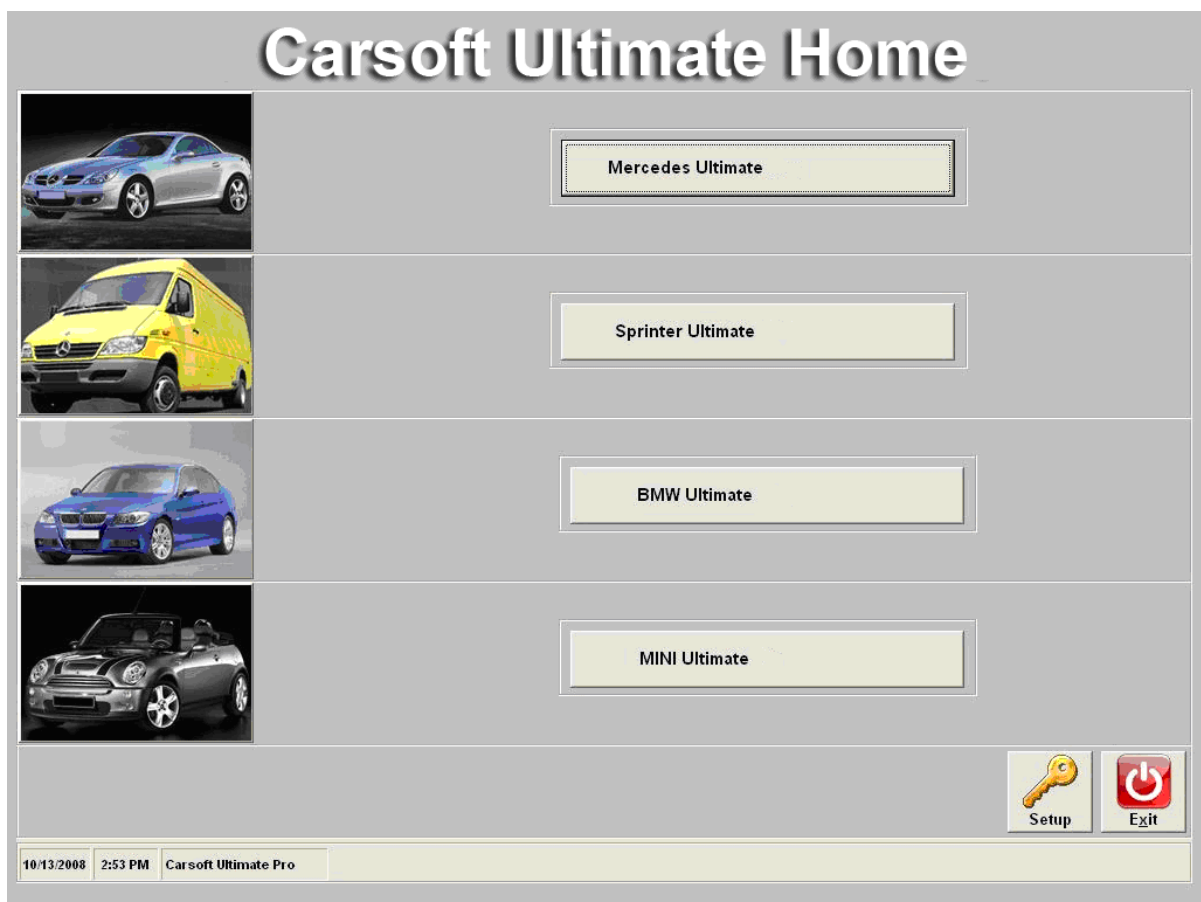 Carsoft Ultimate Home
Mercedes Ultimate
Sprinter Ultimate
BMW Ultimate
MINI Ultimate
Setup
Exit
10/13/2008
2:53 PM
Carsoft Ultimate Pro